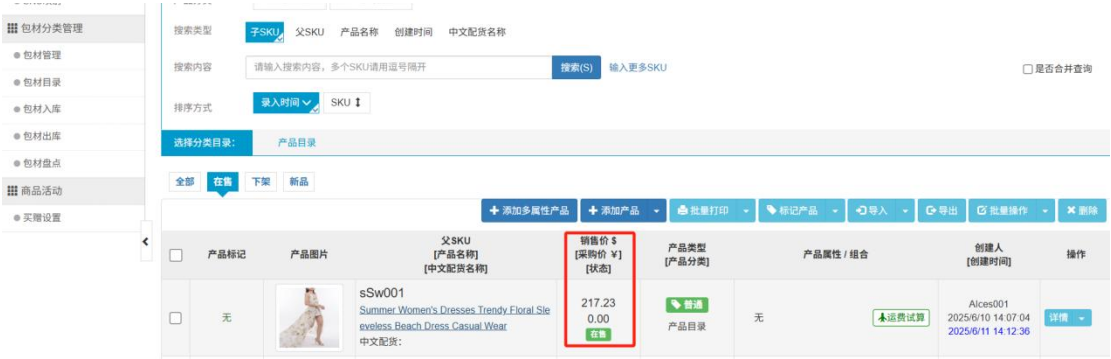 包材分类管理
包材管理
包材目录
包材入库
包材出库
包材盘点
商品活动
买赠设置
搜索类型 子SKU 父SKU 产品名称 创建时间 中文配货名称
搜索内容 请输入搜索内容，多个SKU请用逗号隔开 搜索(S) 输入更多SKU 是否合并查询
排序方式 录入时间 SKU
选择分类目录： 产品目录
全部 在售 下架 新品
添加多属性产品 添加产品 批量打印 标记产品 导入 导出 批量操作 删除
产品标记 产品图片 父SKU 销售价 $ 产品类型 产品属性 / 组合 创建人 操作
[产品名称] [采购价 ¥] [产品分类] [创建时间]
[中文配货名称] [状态]
无 sSw001 217.23 普通 无 运费试算 Alces001 详情
Summer Women's Dresses Trendy Floral Sle 0.00 产品目录 2025/6/10 14:07:04
eveless Beach Dress Casual Wear 在售 2025/6/11 14:12:36
中文配货：